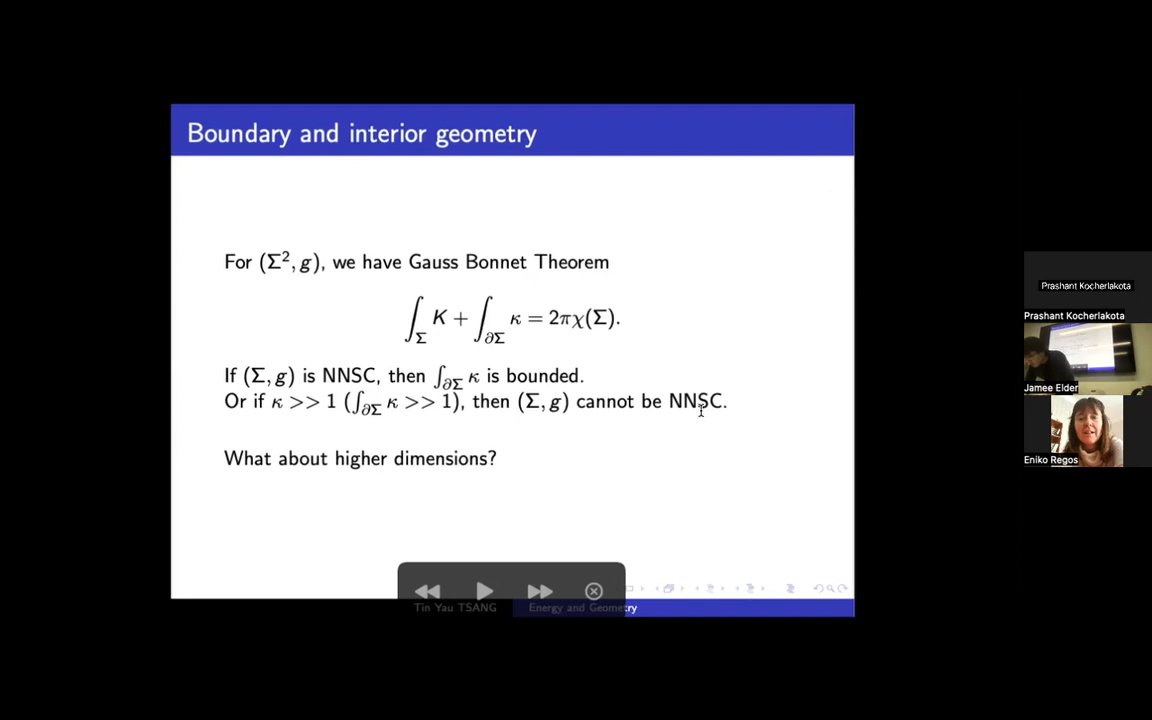 Boundary and interior geometry
For (Σ², g), we have Gauss Bonnet Theorem
∫_Σ K + ∫_∂Σ κ = 2πχ(Σ).
If (Σ, g) is NNSC, then ∫_∂Σ κ is bounded.
Or if κ >> 1 (∫_∂Σ κ >> 1), then (Σ, g) cannot be NNSC.
What about higher dimensions?
Tin Yau TSANG
Energy and Geometry
Prashant Kocherlakota
Prashant Kocherlakota
Jamee Elder
Eniko Regos